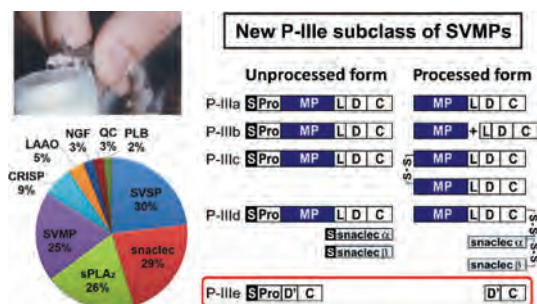 New P-IIIe subclass of SVMPs
Unprocessed form
Processed form
P-IIIa S Pro MP L D C MP L D C
P-IIIb S Pro MP L D C MP + L D C
P-IIIc S Pro MP L D C MP L D C
S-S
MP L D C
P-IIId S Pro MP L D C MP L D C
S snaclec α snaclec α
S snaclec β snaclec β
S-S
S-S
P-IIIe S Pro D' C D' C
NGF 3%
QC 3%
PLB 2%
LAAO 5%
CRISP 9%
SVMP 25%
sPLA₂ 26%
snaclec 29%
SVSP 30%